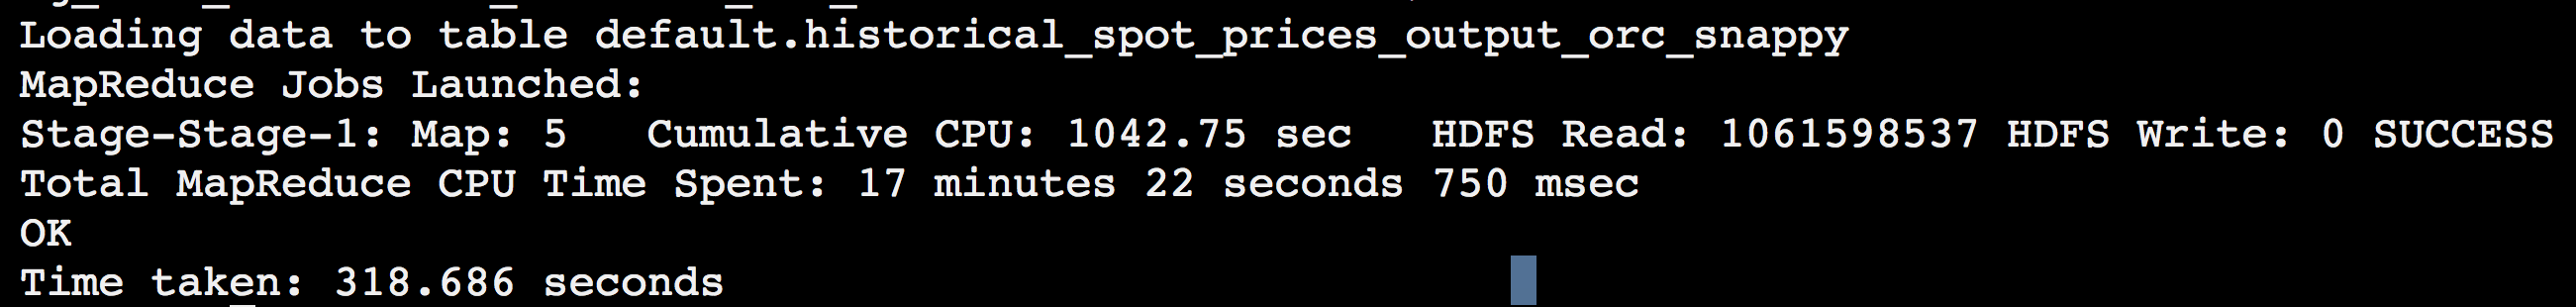 Loading data to table default.historical_spot_prices_output_orc_snappy
MapReduce Jobs Launched:
Stage-Stage-1: Map: 5   Cumulative CPU: 1042.75 sec   HDFS Read: 1061598537 HDFS Write: 0 SUCCESS
Total MapReduce CPU Time Spent: 17 minutes 22 seconds 750 msec
OK
Time taken: 318.686 seconds